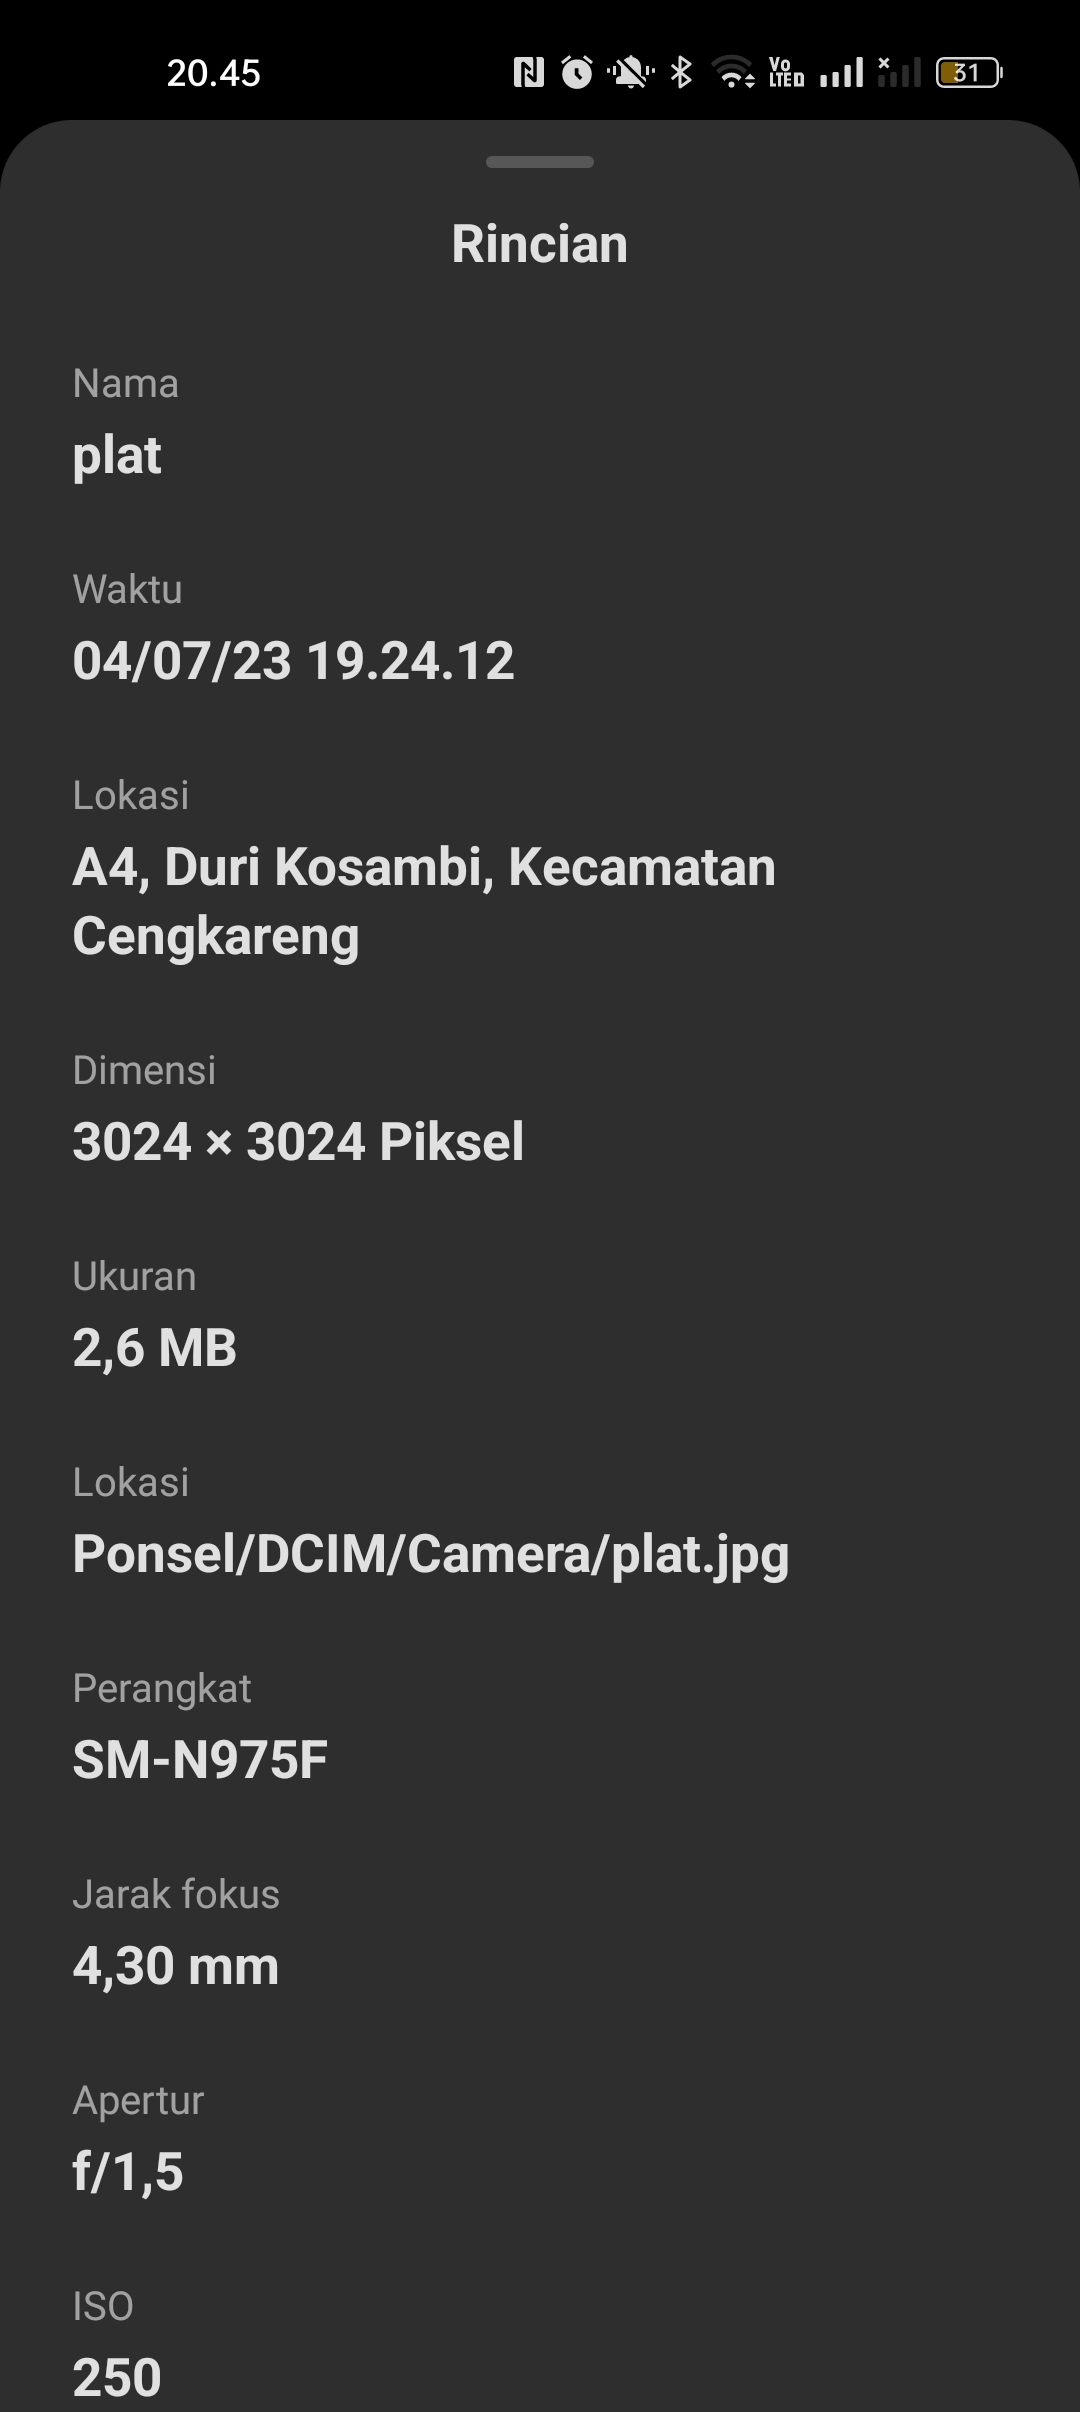 20.45
Vo
LTED
31
Rincian
Nama
plat
Waktu
04/07/23 19.24.12
Lokasi
A4, Duri Kosambi, Kecamatan
Cengkareng
Dimensi
3024 × 3024 Piksel
Ukuran
2,6 MB
Lokasi
Ponsel/DCIM/Camera/plat.jpg
Perangkat
SM-N975F
Jarak fokus
4,30 mm
Apertur
f/1,5
ISO
250